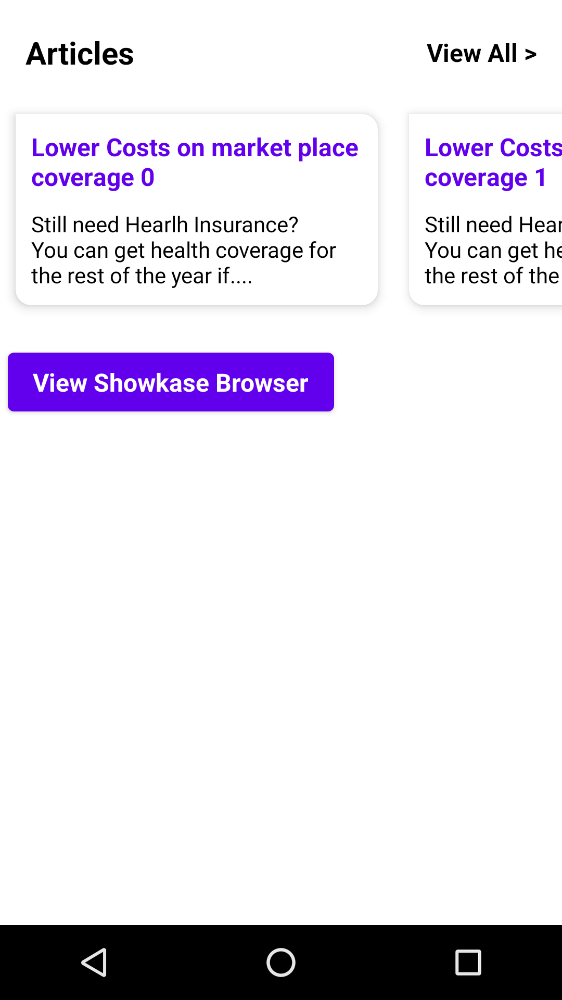 Articles
View All >
Lower Costs on market place
coverage 0
Still need Hearlh Insurance?
You can get health coverage for
the rest of the year if....
Lower Costs
coverage 1
Still need Hear
You can get he
the rest of the
View Showkase Browser